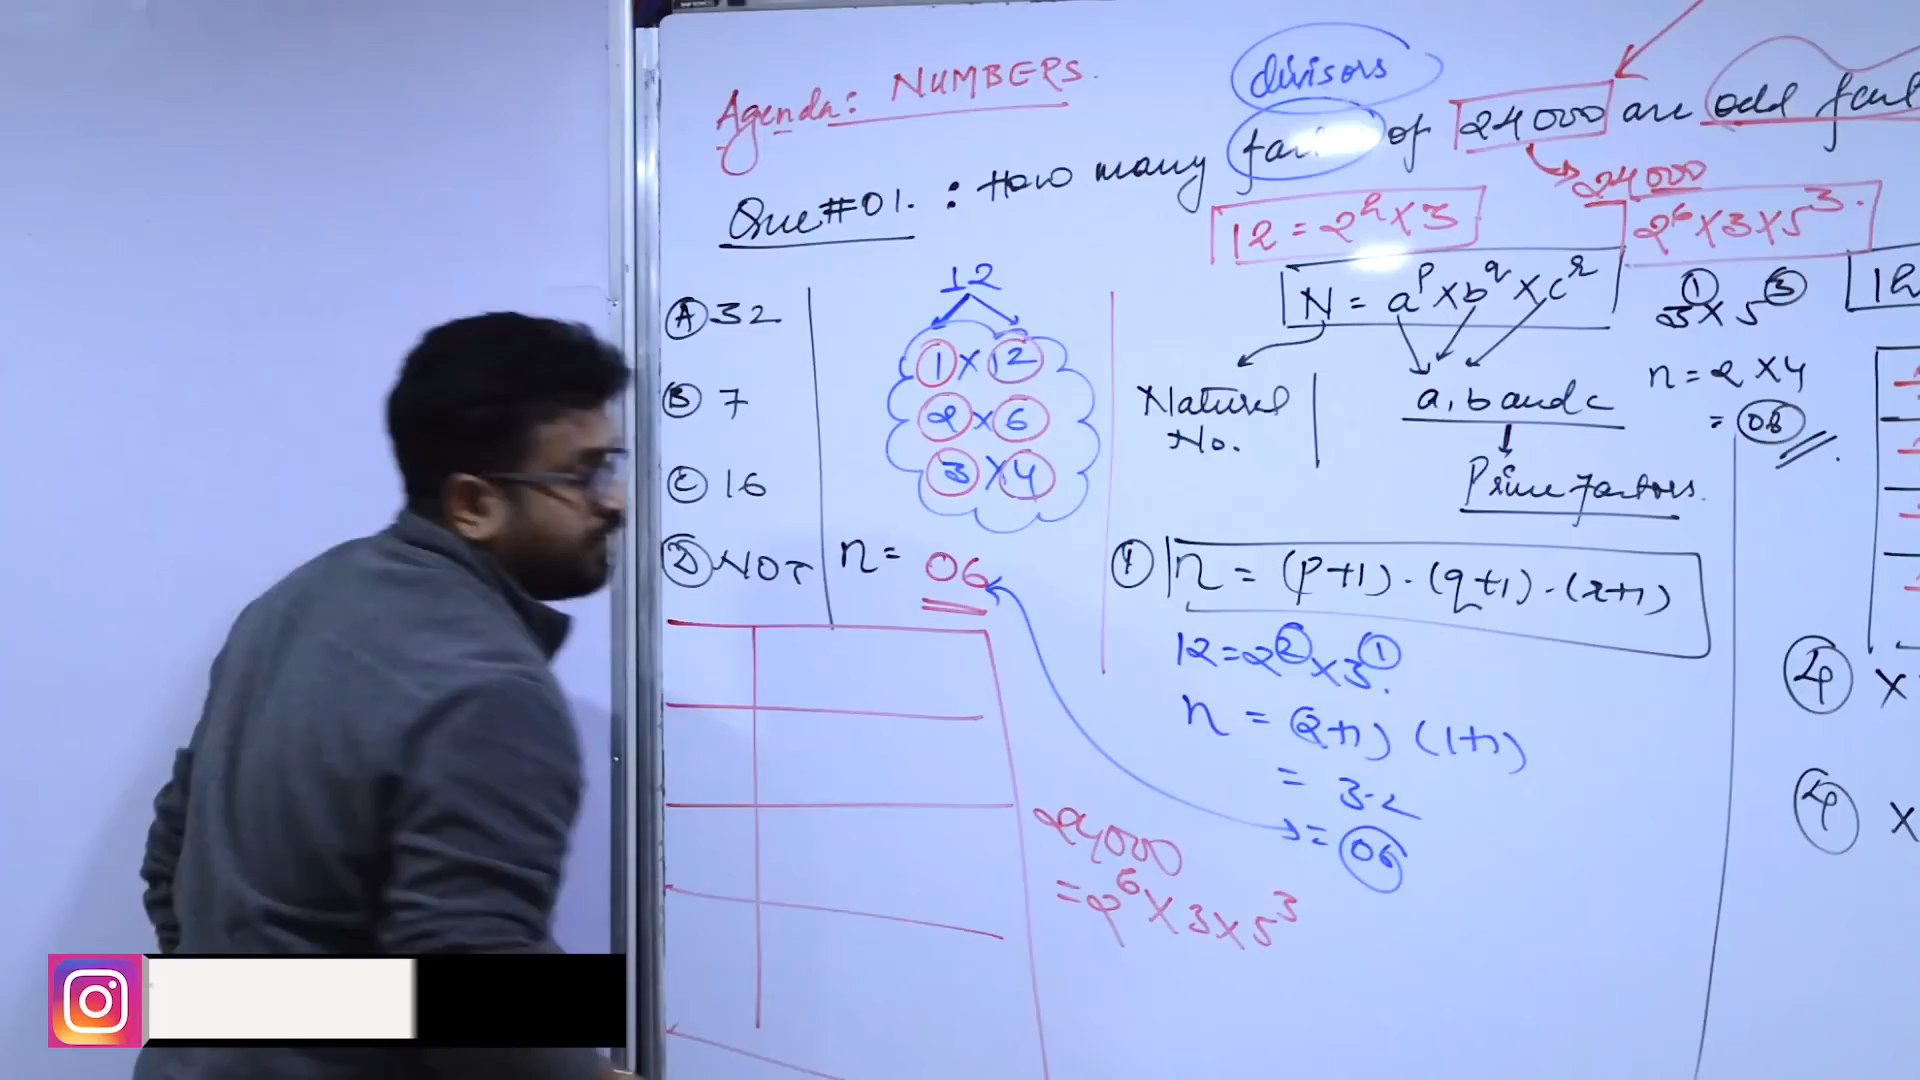 Agenda: NUMBERS.
divisors
Que#01. : How many of 24000 are odd
24000
12 = 2² × 3
2⁶ × 3 × 5³.
N = a^p × b^q × c^r
3 × 5
1 3
n = 2 × 4
= 08
Natural No.
a, b and c
Prime Factors.
A 32
B 7
C 16
D NOT
12
1 × 12
2 × 6
3 × 4
n = 06
1 n = (p+1) · (q+1) · (r+1)
12 = 2² × 3¹.
n = (2+1) (1+1)
= 3·2
= 06
24000
= 2⁶ × 3 × 5³